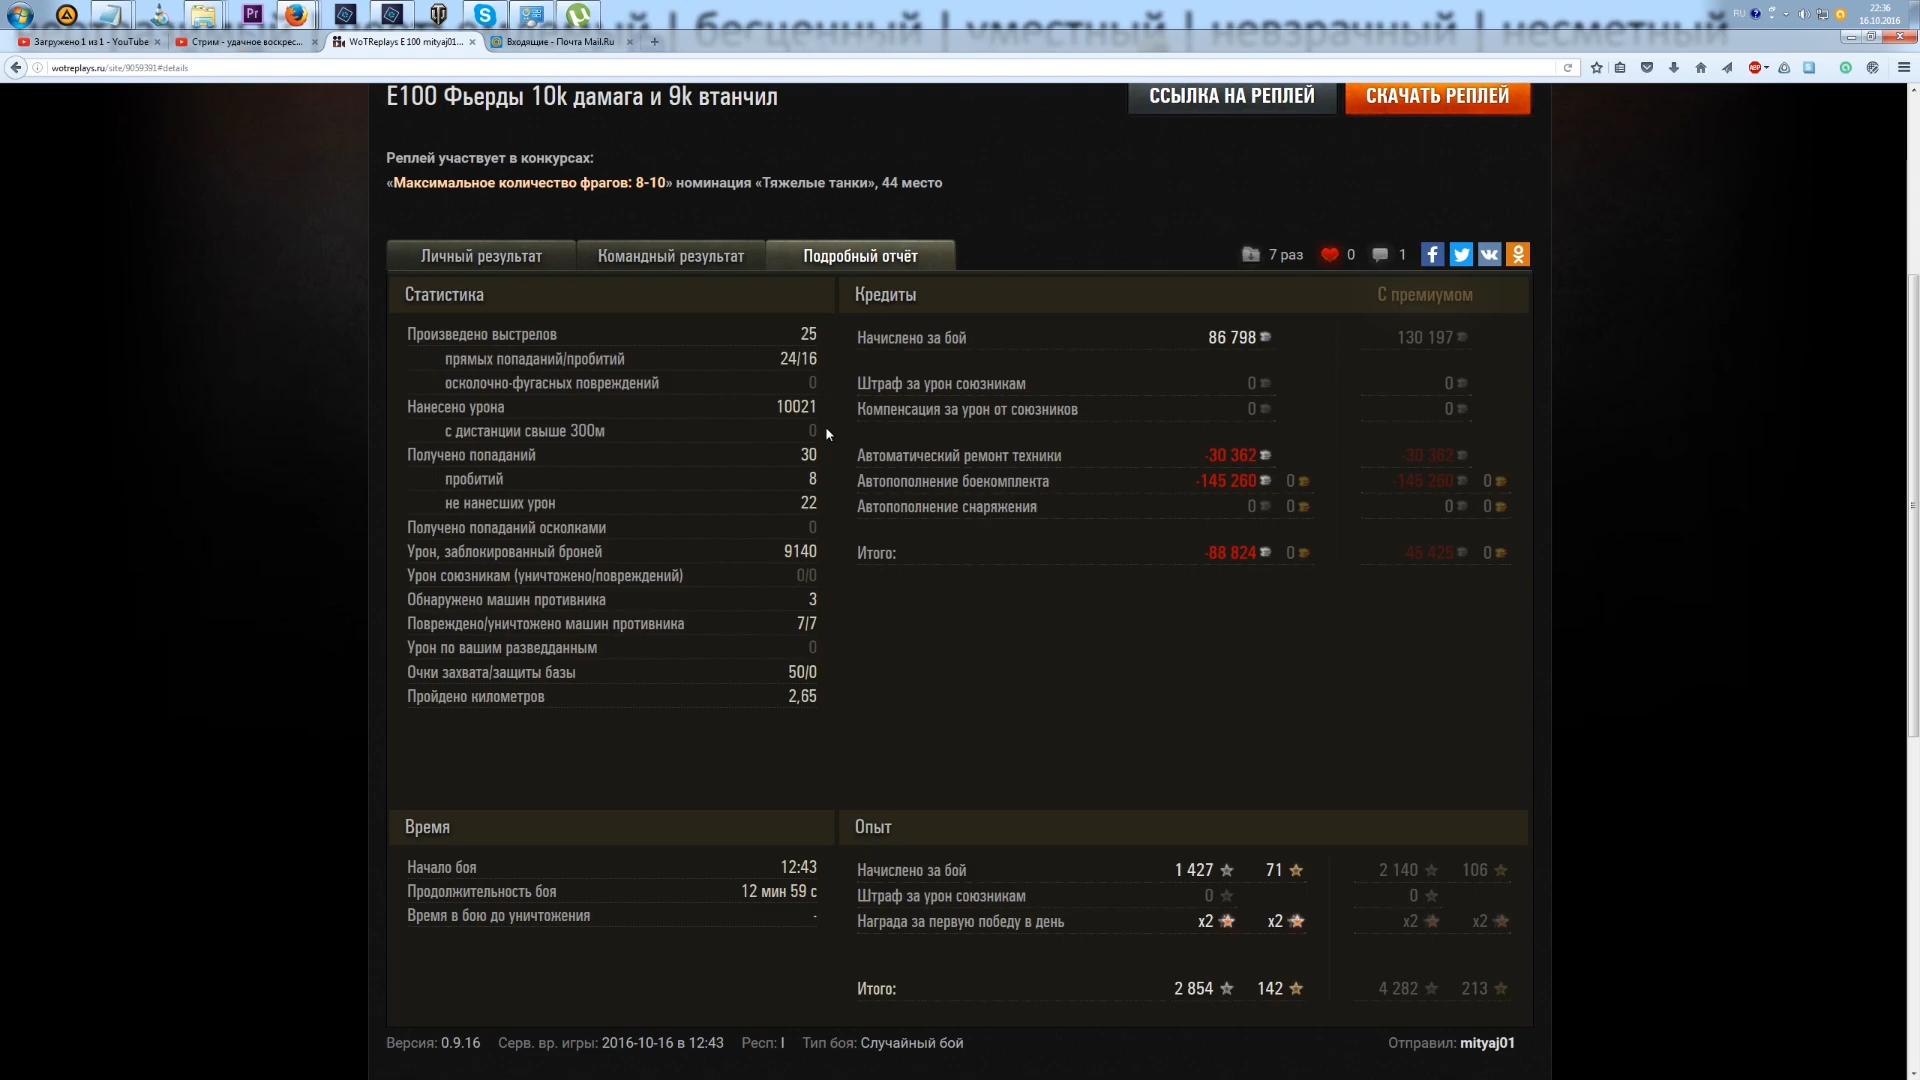 бесценный | уместный | невзрачный | несметный
RU 22:36
16.10.2016
Загружено 1 из 1 - YouTube
Стрим - удачное воскрес...
WoTReplays E 100 mityaj01...
Входящие - Почта Mail.Ru
wotreplays.ru/site/9059391#details
E100 Фьерды 10k дамага и 9k втанчил
ССЫЛКА НА РЕПЛЕЙ
СКАЧАТЬ РЕПЛЕЙ
Реплей участвует в конкурсах:
«Максимальное количество фрагов: 8-10» номинация «Тяжелые танки», 44 место
Личный результат
Командный результат
Подробный отчёт
7 раз 0 1
Статистика
Произведено выстрелов 25
прямых попаданий/пробитий 24/16
осколочно-фугасных повреждений 0
Нанесено урона 10021
с дистанции свыше 300м 0
Получено попаданий 30
пробитий 8
не нанесших урон 22
Получено попаданий осколками 0
Урон, заблокированный броней 9140
Урон союзникам (уничтожено/повреждений) 0/0
Обнаружено машин противника 3
Повреждено/уничтожено машин противника 7/7
Урон по вашим разведданным 0
Очки захвата/защиты базы 50/0
Пройдено километров 2,65
Кредиты С премиумом
Начислено за бой 86 798 130 197
Штраф за урон союзникам 0 0
Компенсация за урон от союзников 0 0
Автоматический ремонт техники -30 362 -30 362
Автопополнение боекомплекта -145 260 0 -145 260 0
Автопополнение снаряжения 0 0 0 0
Итого: -88 824 0 -45 425 0
Время
Начало боя 12:43
Продолжительность боя 12 мин 59 с
Время в бою до уничтожения -
Опыт
Начислено за бой 1 427 71 2 140 106
Штраф за урон союзникам 0 0
Награда за первую победу в день x2 x2 x2 x2
Итого: 2 854 142 4 282 213
Версия: 0.9.16 Серв. вр. игры: 2016-10-16 в 12:43 Респ: I Тип боя: Случайный бой
Отправил: mityaj01